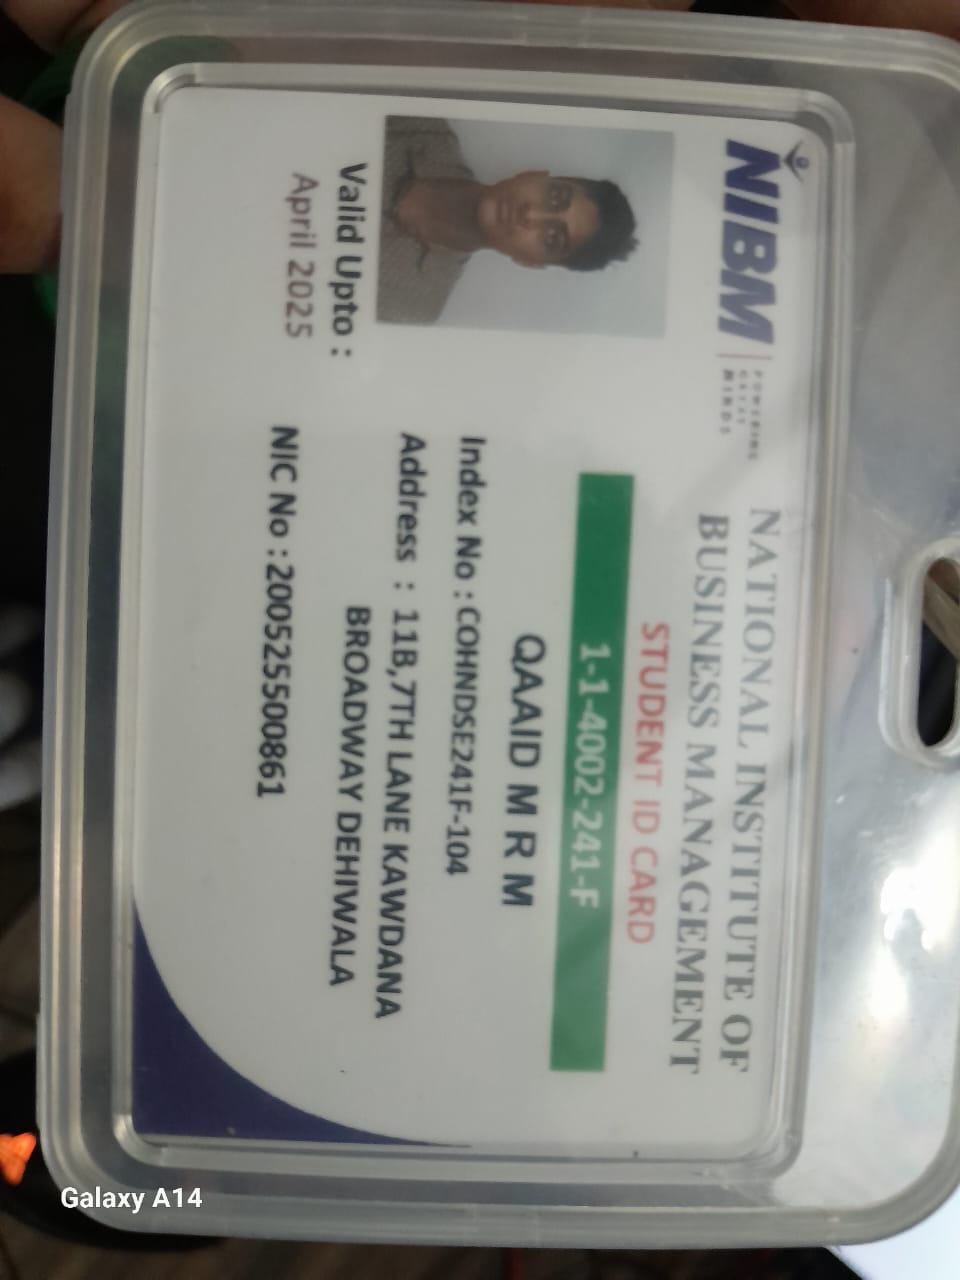 NIBM
POWERING
GREAT
MINDS
NATIONAL INSTITUTE OF
BUSINESS MANAGEMENT
STUDENT ID CARD
1-1-4002-241-F
QAAID M R M
Index No : COHNDSE241F-104
Address : 11B,7TH LANE KAWDANA
BROADWAY DEHIWALA
NIC No : 200525500861
Valid Upto :
April 2025
Galaxy A14